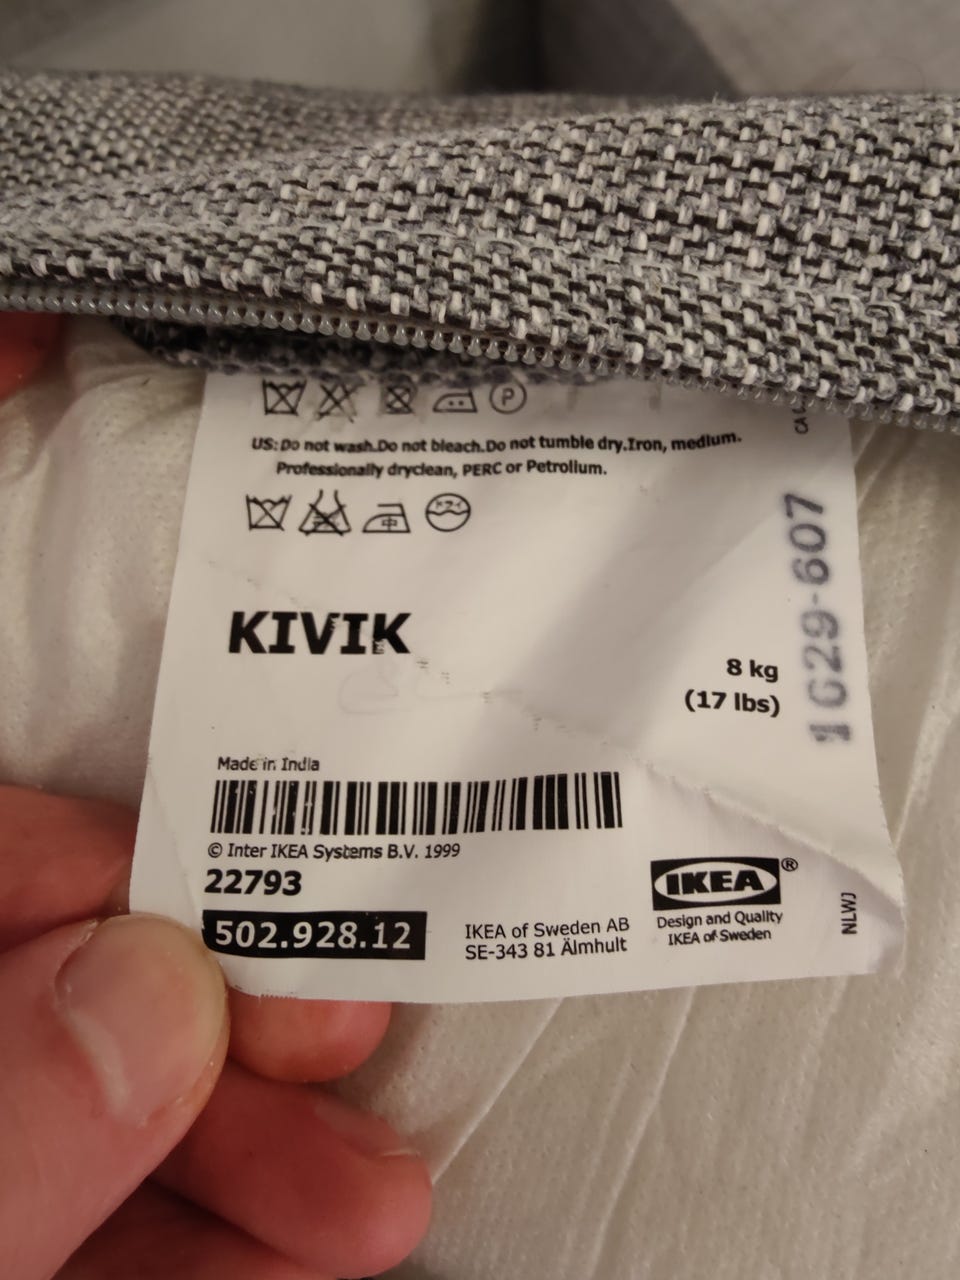 US: Do not wash.Do not bleach.Do not tumble dry.Iron, medium.
Professionally dryclean, PERC or Petrolium.
KIVIK
8 kg
(17 lbs)
Made in India
© Inter IKEA Systems B.V. 1999
22793
502.928.12
IKEA of Sweden AB
SE-343 81 Älmhult
IKEA®
Design and Quality
IKEA of Sweden
NLWJ
1629-607
P